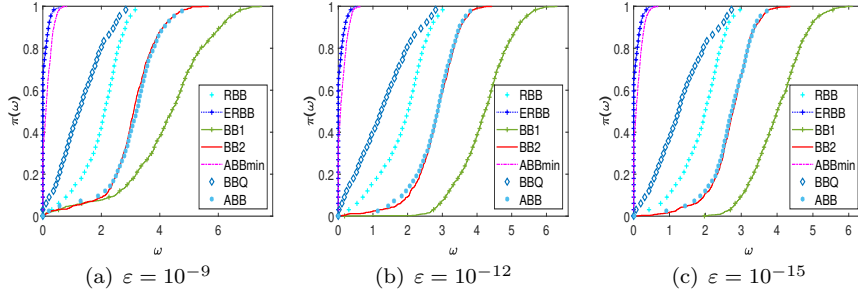 1
0.8
0.6
0.4
0.2
0
π(ω)
0 2 4 6
ω
RBB
ERBB
BB1
BB2
ABBmin
BBQ
ABB
(a) ε = 10⁻⁹
1
0.8
0.6
0.4
0.2
0
π(ω)
0 1 2 3 4 5 6
ω
RBB
ERBB
BB1
BB2
ABBmin
BBQ
ABB
(b) ε = 10⁻¹²
1
0.8
0.6
0.4
0.2
0
π(ω)
0 1 2 3 4 5 6
ω
RBB
ERBB
BB1
BB2
ABBmin
BBQ
ABB
(c) ε = 10⁻¹⁵